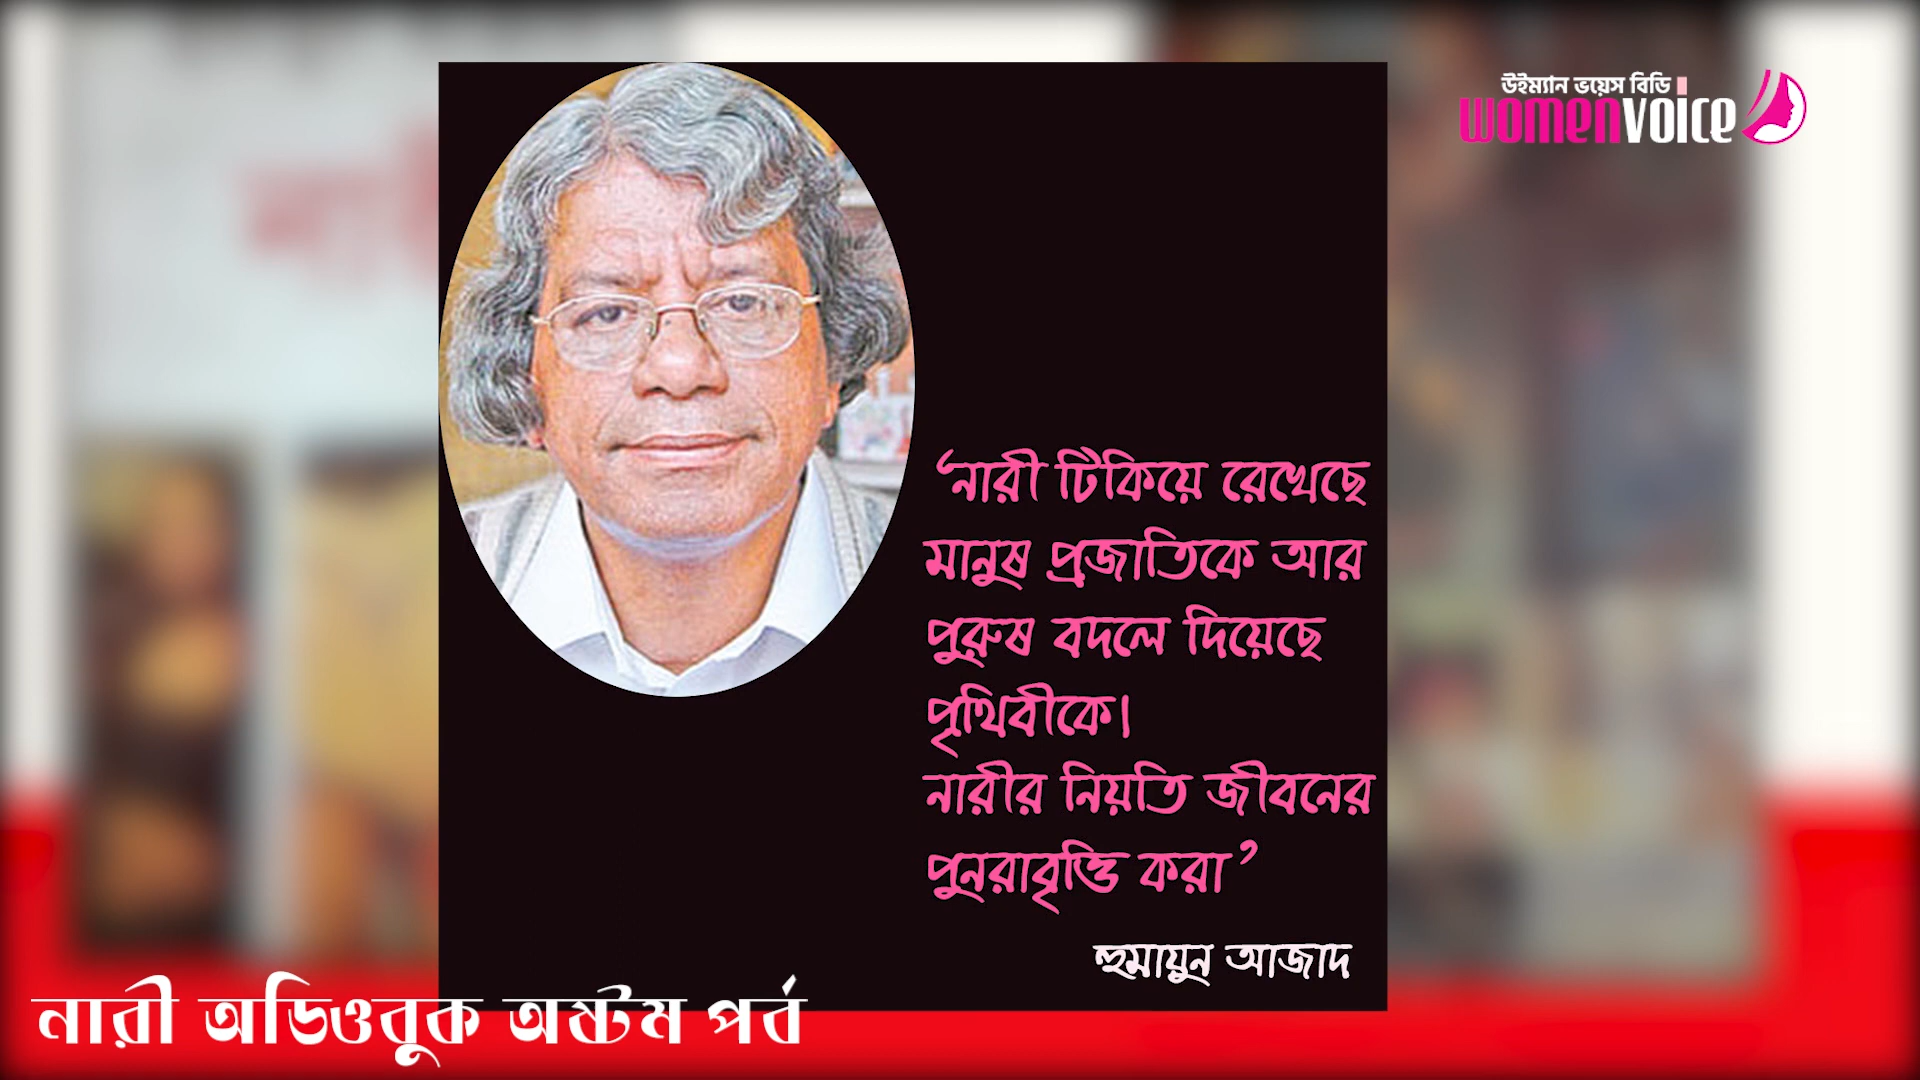 উইম্যান ভয়েস বিডি
womenvoice
‘নারী টিকিয়ে রেখেছে
মানুষ প্রজাতিকে আর
পুরুষ বদলে দিয়েছে
পৃথিবীকে।
নারীর নিয়তি জীবনের
পুনরাবৃত্তি করা’
হুমায়ুন আজাদ
নারী অডিওবুক অষ্টম পর্ব